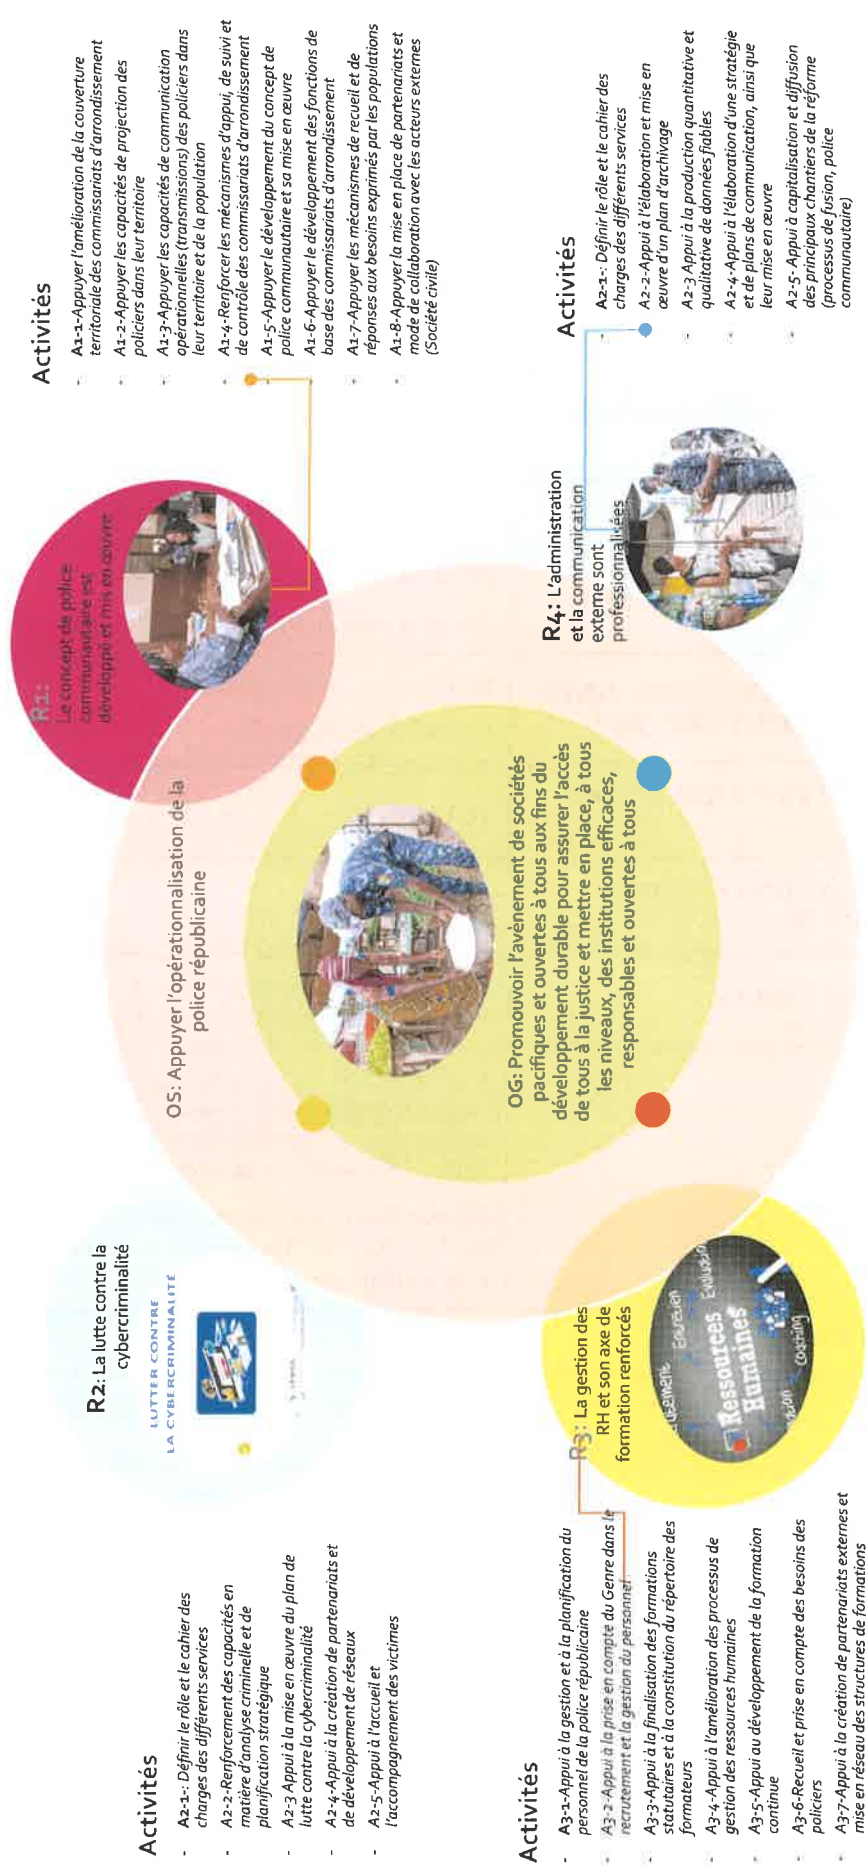 Activités
- A2-1-: Définir le rôle et le cahier des
charges des différents services
- A2-2-Renforcement des capacités en
matière d'analyse criminelle et de
planification stratégique
- A2-3 Appui à la mise en œuvre du plan de
lutte contre la cybercriminalité
- A2-4-Appui à la création de partenariats et
de développement de réseaux
- A2-5-Appui à l'accueil et
l'accompagnement des victimes
R2: La lutte contre la
cybercriminalité
LUTTER CONTRE
LA CYBERCRIMINALITÉ
OS: Appuyer l'opérationnalisation de la
police républicaine
R1:
Le concept de police
communautaire est
développé et mis en œuvre
Activités
- A1-1-Appuyer l'amélioration de la couverture
territoriale des commissariats d'arrondissement
- A1-2-Appuyer les capacités de projection des
policiers dans leur territoire
- A1-3-Appuyer les capacités de communication
opérationnelles (transmissions) des policiers dans
leur territoire et de la population
- A1-4-Renforcer les mécanismes d'appui, de suivi et
de contrôle des commissariats d'arrondissement
- A1-5-Appuyer le développement du concept de
police communautaire et sa mise en œuvre
- A1-6-Appuyer le développement des fonctions de
base des commissariats d'arrondissement
- A1-7-Appuyer les mécanismes de recueil et de
réponses aux besoins exprimés par les populations
- A1-8-Appuyer la mise en place de partenariats et
mode de collaboration avec les acteurs externes
(Société civile)
OG: Promouvoir l'avènement de sociétés
pacifiques et ouvertes à tous aux fins du
développement durable pour assurer l'accès
de tous à la justice et mettre en place, à tous
les niveaux, des institutions efficaces,
responsables et ouvertes à tous
Activités
- A3-1-Appui à la gestion et à la planification du
personnel de la police républicaine
- A3-2-Appui à la prise en compte du Genre dans le
recrutement et la gestion du personnel
- A3-3-Appui à la finalisation des formations
statutaires et à la constitution du répertoire des
formateurs
- A3-4-Appui à l'amélioration des processus de
gestion des ressources humaines
- A3-5-Appui au développement de la formation
continue
- A3-6-Recueil et prise en compte des besoins des
policiers
- A3-7-Appui à la création de partenariats externes et
mise en réseau des structures de formations
R3: La gestion des
RH et son axe de
formation renforcés
Entretien
Evolution
Ressources
Humaines
coaching
R4: L'administration
et la communication
externe sont
professionnalisées
Activités
- A2-1-: Définir le rôle et le cahier des
charges des différents services
- A2-2-Appui à l'élaboration et mise en
œuvre d'un plan d'archivage
- A2-3 Appui à la production quantitative et
qualitative de données fiables
- A2-4-Appui à l'élaboration d'une stratégie
et de plans de communication, ainsi que
leur mise en œuvre
- A2-5- Appui à capitalisation et diffusion
des principaux chantiers de la réforme
(processus de fusion, police
communautaire)